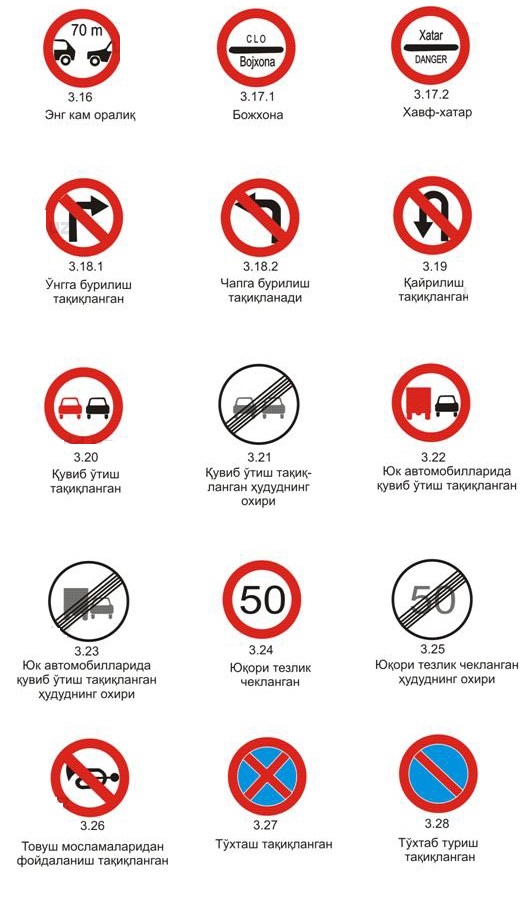 70 m
CLO
Bojxona
Xatar
DANGER
3.16
3.17.1
3.17.2
Энг кам оралиқ
Божхона
Хавф-хатар
3.18.1
3.18.2
3.19
Ўнгга бурилиш
тақиқланган
Чапга бурилиш
тақиқланади
Қайрилиш
тақиқланган
3.20
Қувиб ўтиш
тақиқланган
3.21
Қувиб ўтиш тақиқ-
ланган ҳудуднинг
охири
3.22
Юк автомобилларида
қувиб ўтиш тақиқланган
50
50
3.23
Юк автомобилларида
қувиб ўтиш тақиқланган
ҳудуднинг охири
3.24
Юқори тезлик
чекланган
3.25
Юқори тезлик чекланган
ҳудуднинг охири
3.26
Товуш мосламаларидан
фойдаланиш тақиқланган
3.27
Тўхташ тақиқланган
3.28
Тўхтаб туриш
тақиқланган